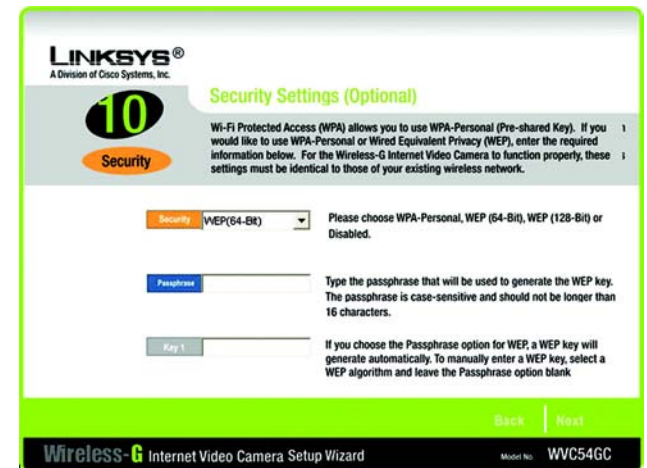 LINKSYS®
A Division of Cisco Systems, Inc.
10
Security
Security Settings (Optional)
Wi-Fi Protected Access (WPA) allows you to use WPA-Personal (Pre-shared Key). If you
would like to use WPA-Personal or Wired Equivalent Privacy (WEP), enter the required
information below. For the Wireless-G Internet Video Camera to function properly, these
settings must be identical to those of your existing wireless network.
Security WEP(64-Bit)
Please choose WPA-Personal, WEP (64-Bit), WEP (128-Bit) or
Disabled.
Passphrase
Type the passphrase that will be used to generate the WEP key.
The passphrase is case-sensitive and should not be longer than
16 characters.
Key 1
If you choose the Passphrase option for WEP, a WEP key will
generate automatically. To manually enter a WEP key, select a
WEP algorithm and leave the Passphrase option blank
Back Next
Wireless-G Internet Video Camera Setup Wizard Model No. WVC54GC